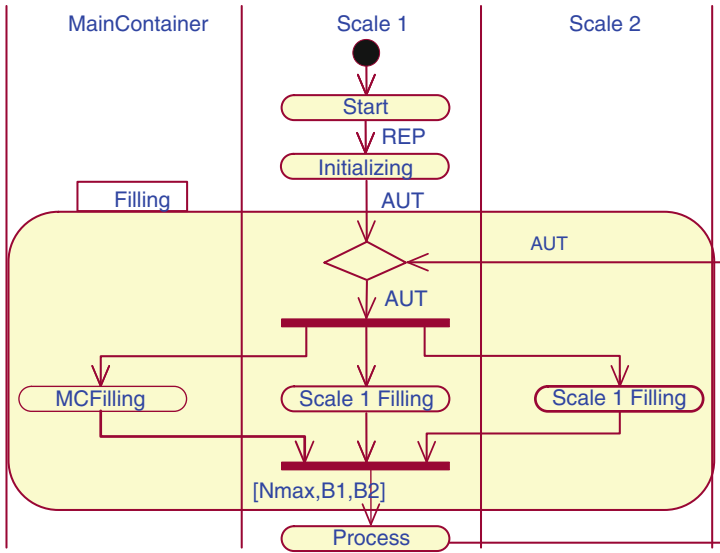 MainContainer
Scale 1
Scale 2
Start
REP
Initializing
AUT
Filling
AUT
AUT
MCFilling
Scale 1 Filling
Scale 1 Filling
[Nmax,B1,B2]
Process